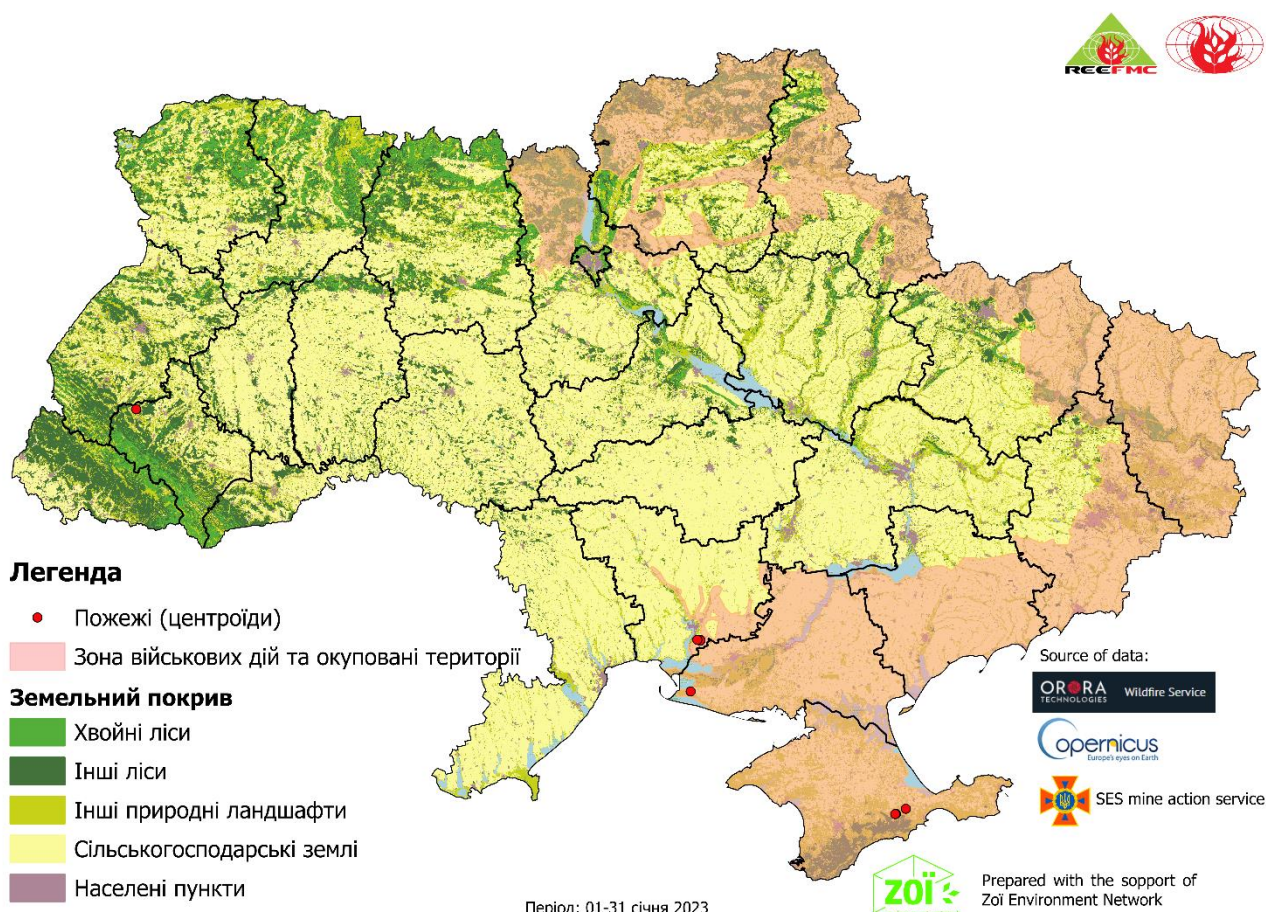 REEFMC
Легенда
Пожежі (центроїди)
Зона військових дій та окуповані території
Земельний покрив
Хвойні ліси
Інші ліси
Інші природні ландшафти
Сільськогосподарські землі
Населені пункти
Період: 01-31 січня 2023
Source of data:
ORORA
TECHNOLOGIES
Wildfire Service
Copernicus
Europe's eyes on Earth
SES mine action service
ZOÏ
Prepared with the sopport of
Zoï Environment Network